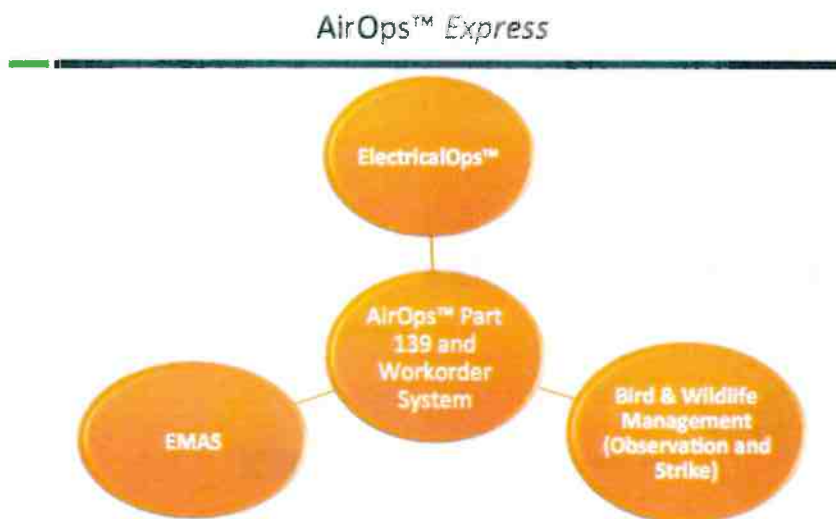 AirOps™ Express
ElectricalOps™
AirOps™ Part
139 and
Workorder
System
EMAS
Bird & Wildlife
Management
(Observation and
Strike)